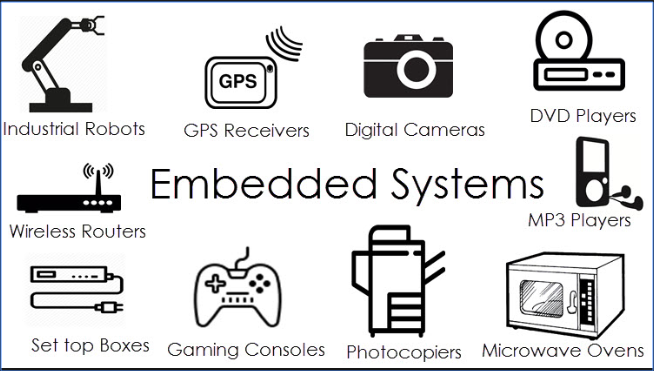 Industrial Robots
GPS
GPS Receivers
Digital Cameras
DVD Players
Wireless Routers
Embedded Systems
MP3 Players
Set top Boxes
Gaming Consoles
Photocopiers
Microwave Ovens